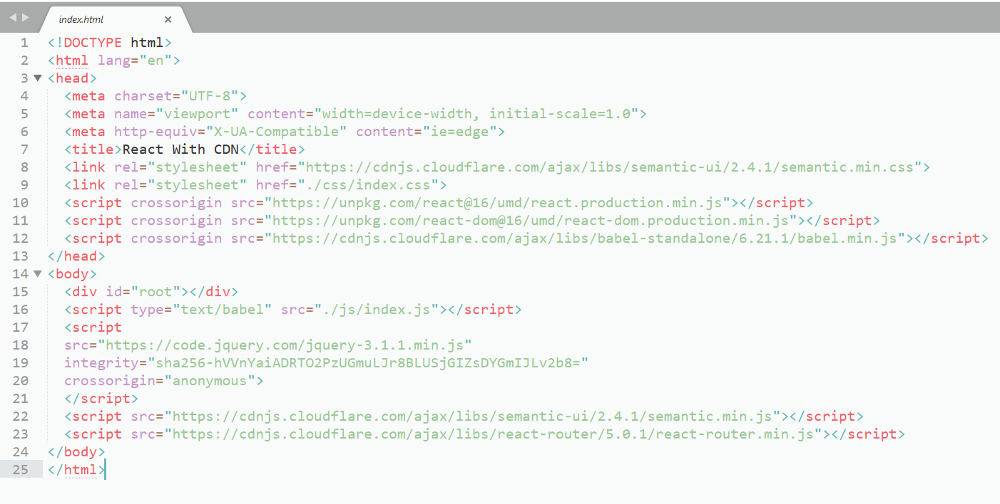 index.html ×
1 <!DOCTYPE html>
2 <html lang="en">
3 <head>
4 <meta charset="UTF-8">
5 <meta name="viewport" content="width=device-width, initial-scale=1.0">
6 <meta http-equiv="X-UA-Compatible" content="ie=edge">
7 <title>React With CDN</title>
8 <link rel="stylesheet" href="https://cdnjs.cloudflare.com/ajax/libs/semantic-ui/2.4.1/semantic.min.css">
9 <link rel="stylesheet" href="./css/index.css">
10 <script crossorigin src="https://unpkg.com/react@16/umd/react.production.min.js"></script>
11 <script crossorigin src="https://unpkg.com/react-dom@16/umd/react-dom.production.min.js"></script>
12 <script crossorigin src="https://cdnjs.cloudflare.com/ajax/libs/babel-standalone/6.21.1/babel.min.js"></script>
13 </head>
14 <body>
15 <div id="root"></div>
16 <script type="text/babel" src="./js/index.js"></script>
17 <script
18 src="https://code.jquery.com/jquery-3.1.1.min.js"
19 integrity="sha256-hVVnYaiADRTO2PzUGmuLJr8BLUSjGIZsDYGmIJLv2b8="
20 crossorigin="anonymous">
21 </script>
22 <script src="https://cdnjs.cloudflare.com/ajax/libs/semantic-ui/2.4.1/semantic.min.js"></script>
23 <script src="https://cdnjs.cloudflare.com/ajax/libs/react-router/5.0.1/react-router.min.js"></script>
24 </body>
25 </html>